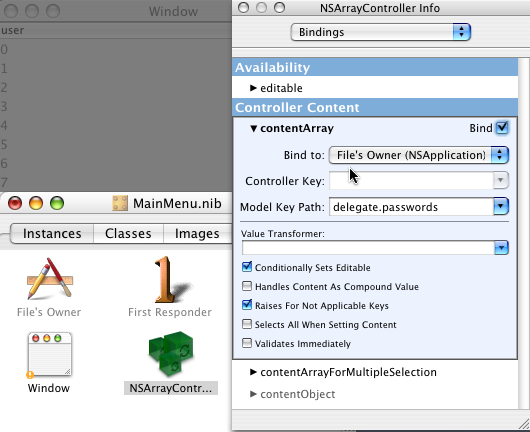 Window
user
0
1
2
3
4
5
6
7
MainMenu.nib
Instances Classes Images
File's Owner First Responder
Window NSArrayContr...
NSArrayController Info
Bindings
Availability
editable
Controller Content
contentArray Bind
Bind to: File's Owner (NSApplication)
Controller Key:
Model Key Path: delegate.passwords
Value Transformer:
Conditionally Sets Editable
Handles Content As Compound Value
Raises For Not Applicable Keys
Selects All When Setting Content
Validates Immediately
contentArrayForMultipleSelection
contentObject